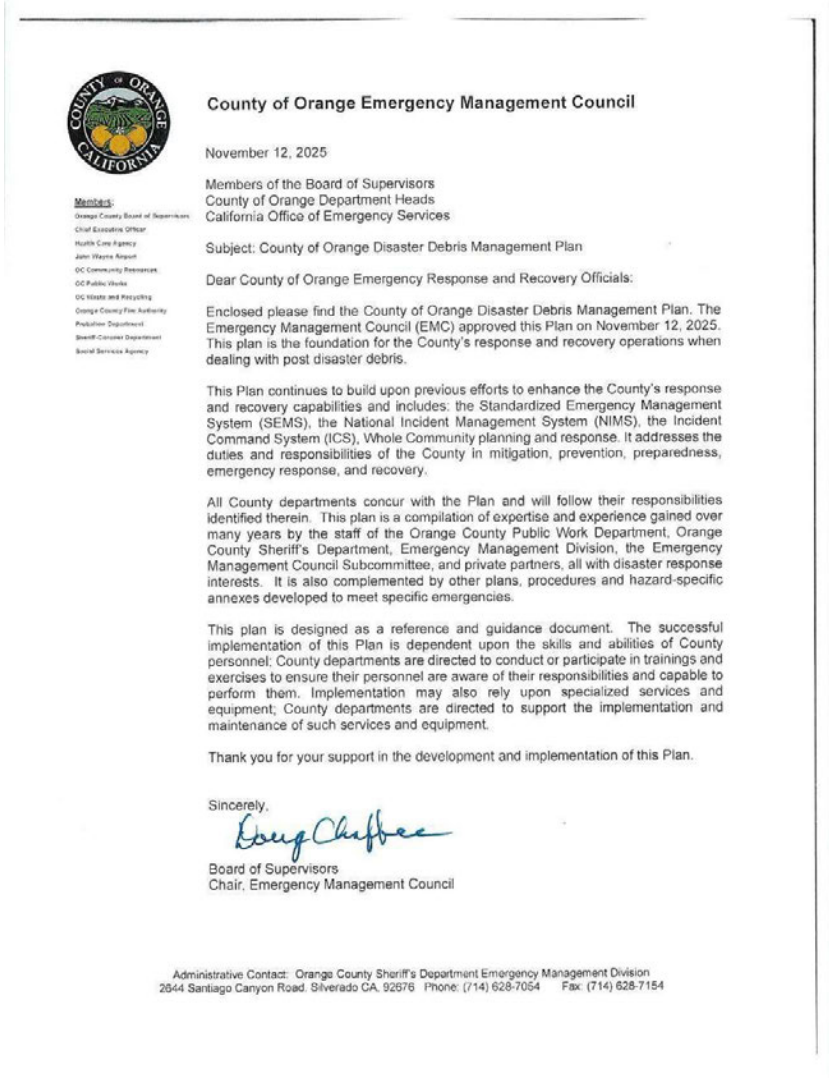 COUNTY OF ORANGE
CALIFORNIA
County of Orange Emergency Management Council
November 12, 2025
Members of the Board of Supervisors
County of Orange Department Heads
California Office of Emergency Services
Members:
Orange County Board of Supervisors
Chief Executive Officer
Health Care Agency
John Wayne Airport
OC Community Resources
OC Public Works
OC Waste and Recycling
Orange County Fire Authority
Probation Department
Sheriff-Coroner Department
Social Services Agency
Subject: County of Orange Disaster Debris Management Plan
Dear County of Orange Emergency Response and Recovery Officials:
Enclosed please find the County of Orange Disaster Debris Management Plan. The
Emergency Management Council (EMC) approved this Plan on November 12, 2025.
This plan is the foundation for the County's response and recovery operations when
dealing with post disaster debris.
This Plan continues to build upon previous efforts to enhance the County's response
and recovery capabilities and includes: the Standardized Emergency Management
System (SEMS), the National Incident Management System (NIMS), the Incident
Command System (ICS), Whole Community planning and response. It addresses the
duties and responsibilities of the County in mitigation, prevention, preparedness,
emergency response, and recovery.
All County departments concur with the Plan and will follow their responsibilities
identified therein. This plan is a compilation of expertise and experience gained over
many years by the staff of the Orange County Public Work Department, Orange
County Sheriff's Department, Emergency Management Division, the Emergency
Management Council Subcommittee, and private partners, all with disaster response
interests. It is also complemented by other plans, procedures and hazard-specific
annexes developed to meet specific emergencies.
This plan is designed as a reference and guidance document. The successful
implementation of this Plan is dependent upon the skills and abilities of County
personnel; County departments are directed to conduct or participate in trainings and
exercises to ensure their personnel are aware of their responsibilities and capable to
perform them. Implementation may also rely upon specialized services and
equipment; County departments are directed to support the implementation and
maintenance of such services and equipment.
Thank you for your support in the development and implementation of this Plan.
Sincerely,
Doug Chaffee
Board of Supervisors
Chair, Emergency Management Council
Administrative Contact: Orange County Sheriff's Department Emergency Management Division
2644 Santiago Canyon Road, Silverado CA, 92676 Phone: (714) 628-7054 Fax: (714) 628-7154